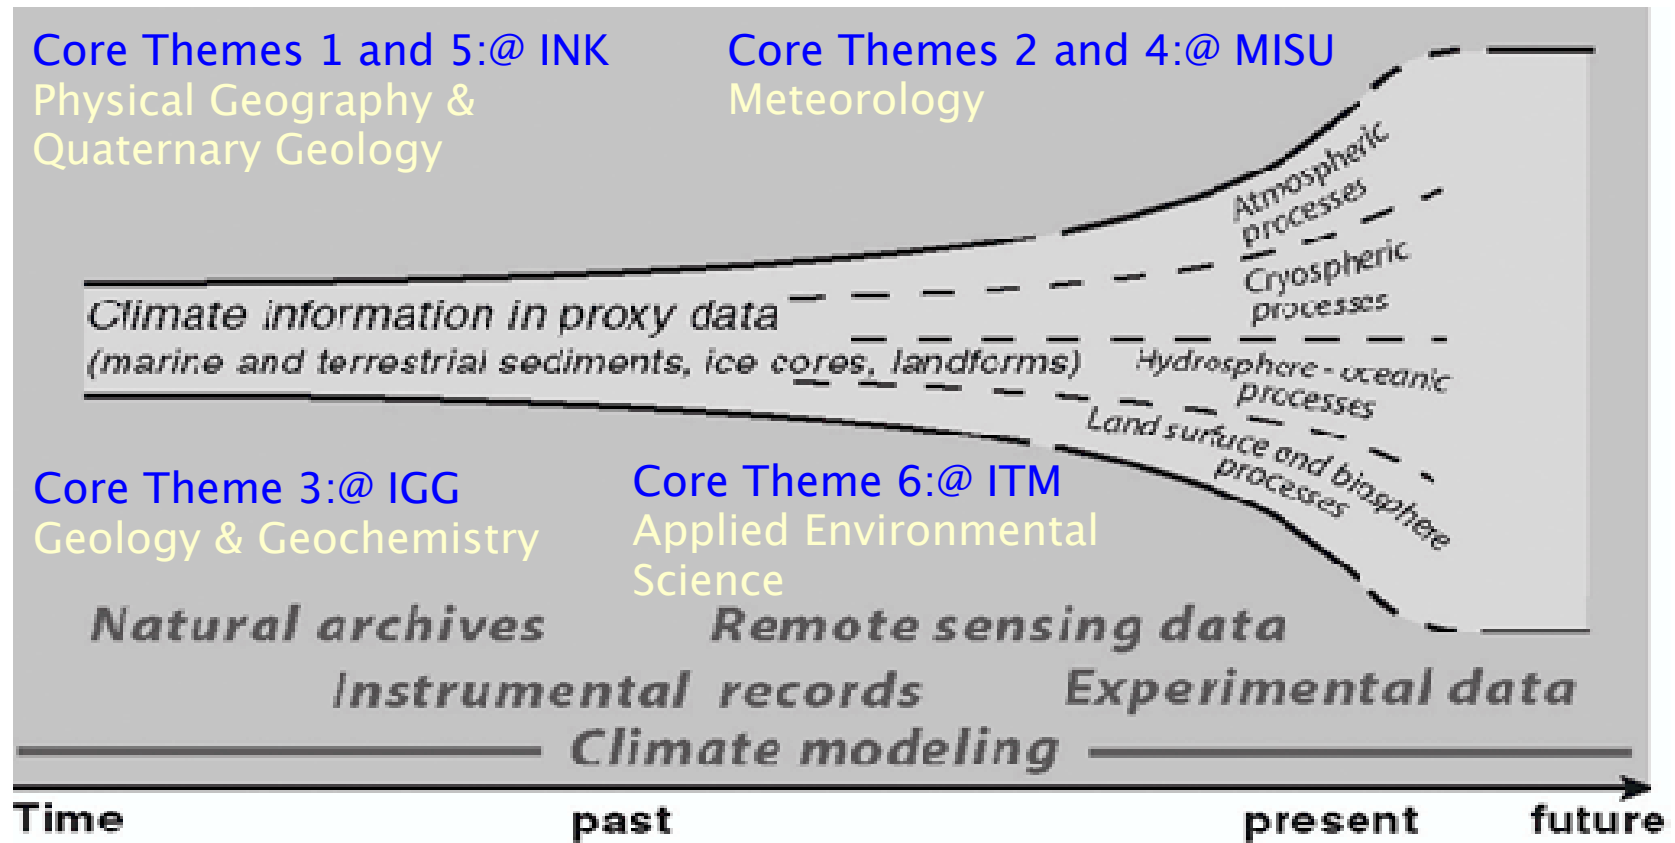 Core Themes 1 and 5:@ INK
Physical Geography &
Quaternary Geology
Core Themes 2 and 4:@ MISU
Meteorology
Atmospheric
processes
Cryospheric
processes
Climate information in proxy data
(marine and terrestrial sediments, ice cores, landforms)
Hydrosphere - oceanic
processes
Land surface and biosphere
processes
Core Theme 3:@ IGG
Geology & Geochemistry
Core Theme 6:@ ITM
Applied Environmental
Science
Natural archives
Remote sensing data
Instrumental records
Experimental data
Climate modeling
Time past present future